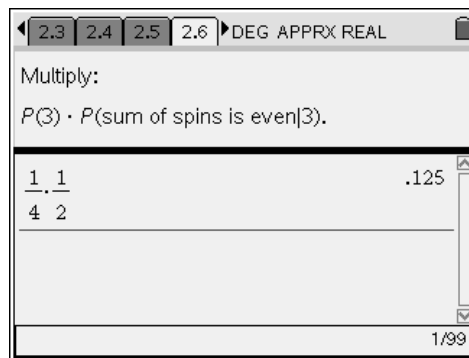 2.3 2.4 2.5 2.6 DEG APPRX REAL
Multiply:
P(3) · P(sum of spins is even|3).
1/4 · 1/2 .125
1/99